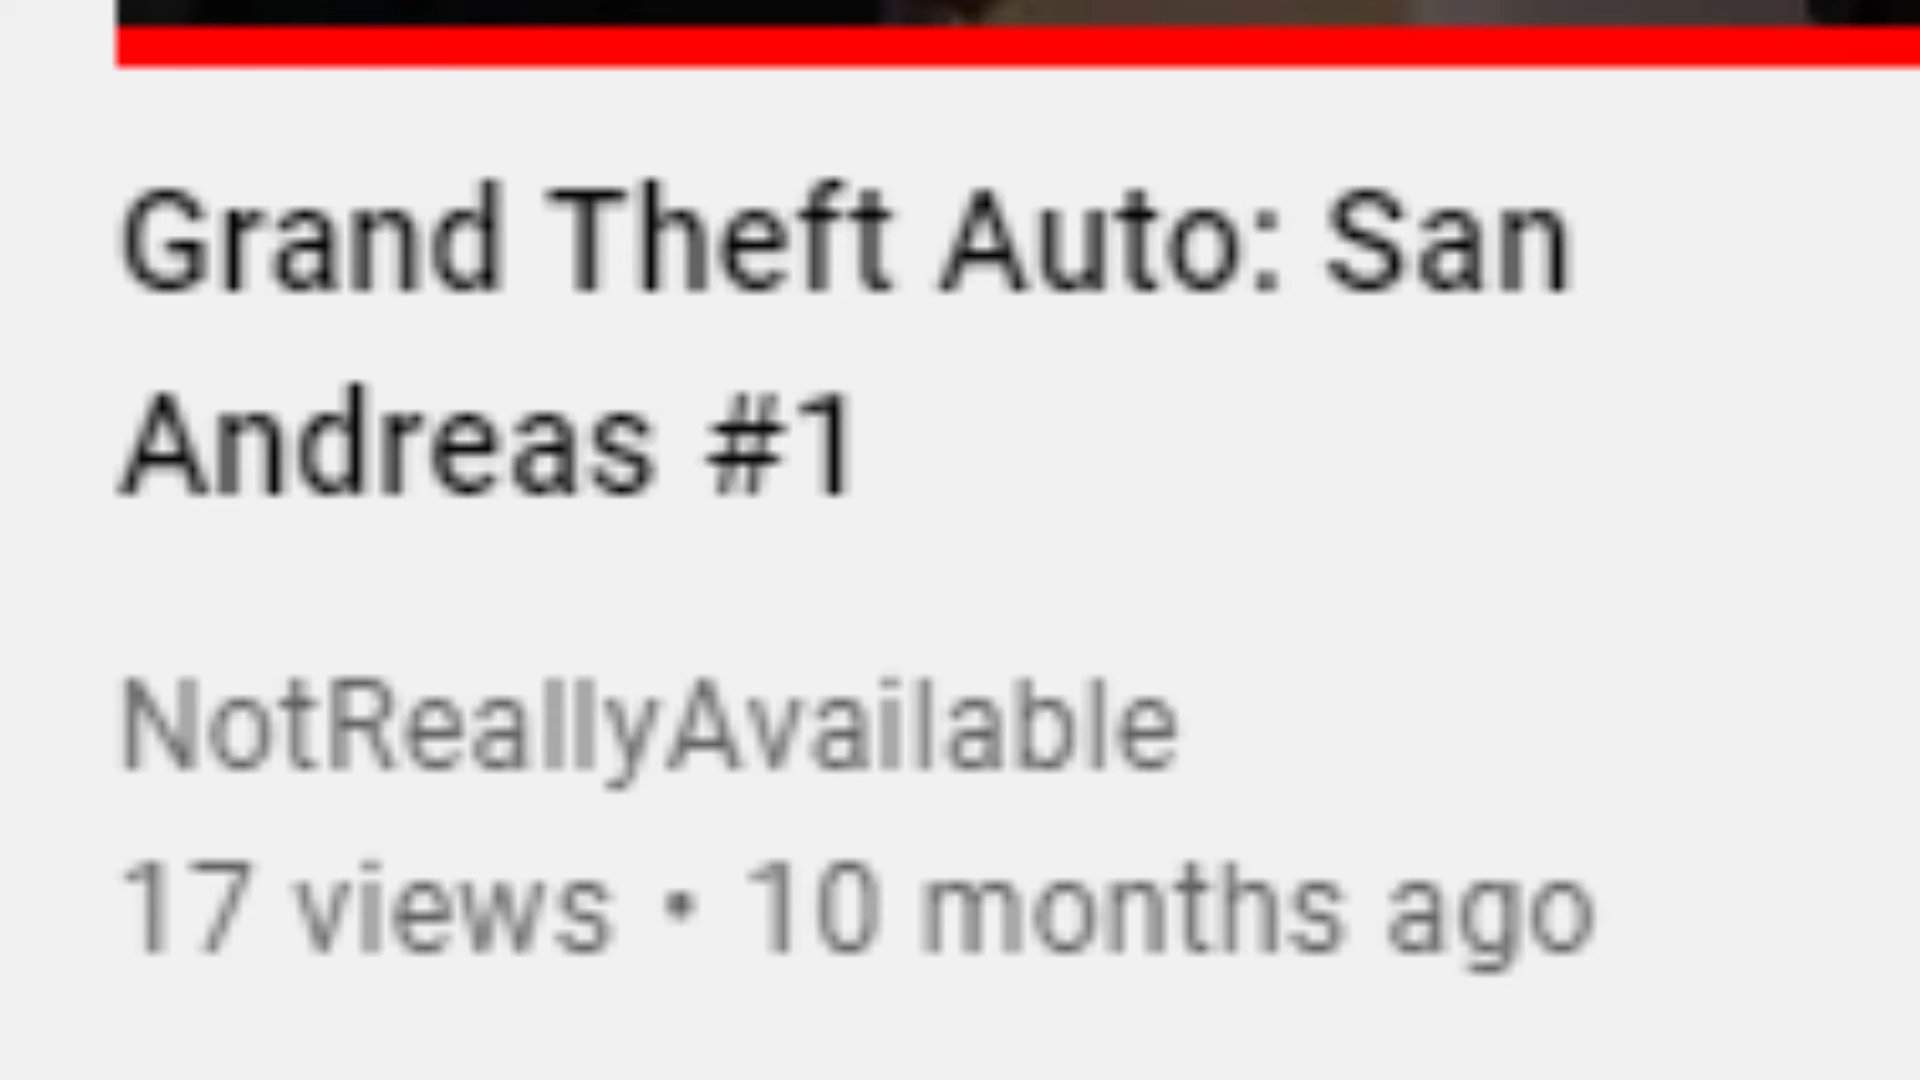 Grand Theft Auto: San
Andreas #1
NotReallyAvailable
17 views • 10 months ago